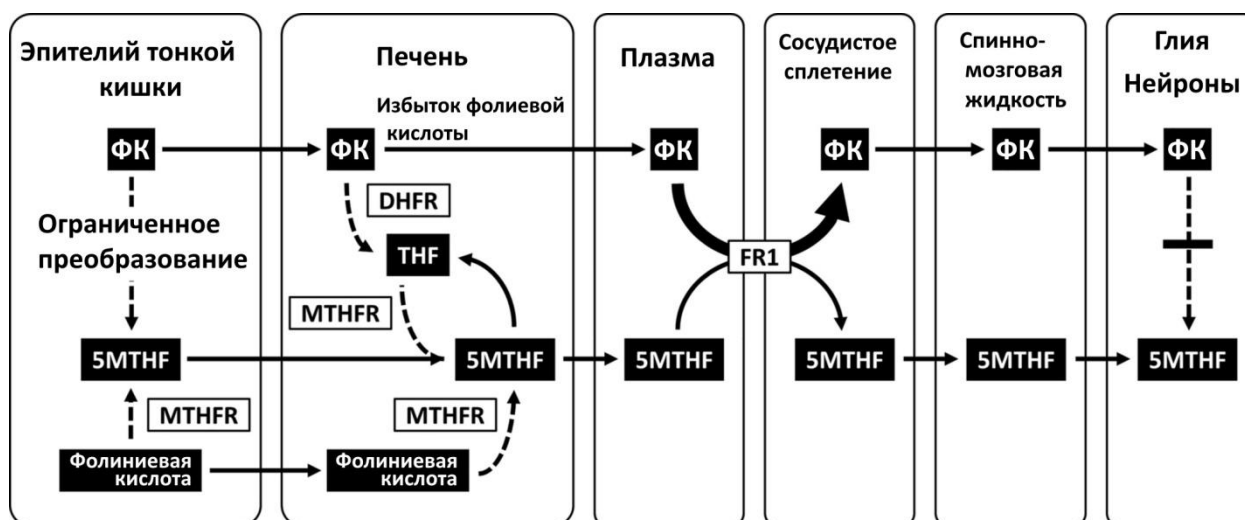 Эпителий тонкой
кишки
Печень
Плазма
Сосудистое
сплетение
Спинно-
мозговая
жидкость
Глия
Нейроны
Избыток фолиевой
кислоты
ФК
ФК
ФК
ФК
ФК
ФК
DHFR
Ограниченное
преобразование
THF
FR1
MTHFR
5MTHF
5MTHF
5MTHF
5MTHF
5MTHF
5MTHF
MTHFR
MTHFR
Фолиниевая
кислота
Фолиниевая
кислота